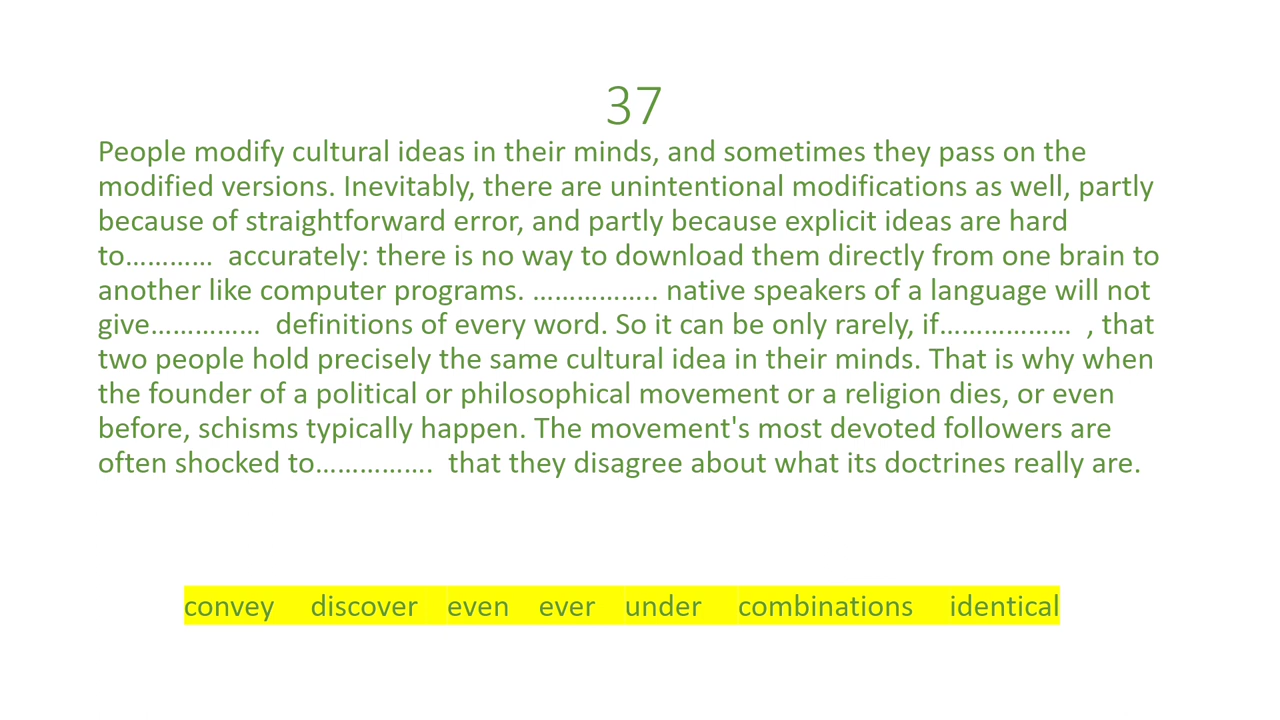 37
People modify cultural ideas in their minds, and sometimes they pass on the
modified versions. Inevitably, there are unintentional modifications as well, partly
because of straightforward error, and partly because explicit ideas are hard
to………… accurately: there is no way to download them directly from one brain to
another like computer programs. …………….. native speakers of a language will not
give…………… definitions of every word. So it can be only rarely, if……………… , that
two people hold precisely the same cultural idea in their minds. That is why when
the founder of a political or philosophical movement or a religion dies, or even
before, schisms typically happen. The movement's most devoted followers are
often shocked to……………. that they disagree about what its doctrines really are.
convey discover even ever under combinations identical